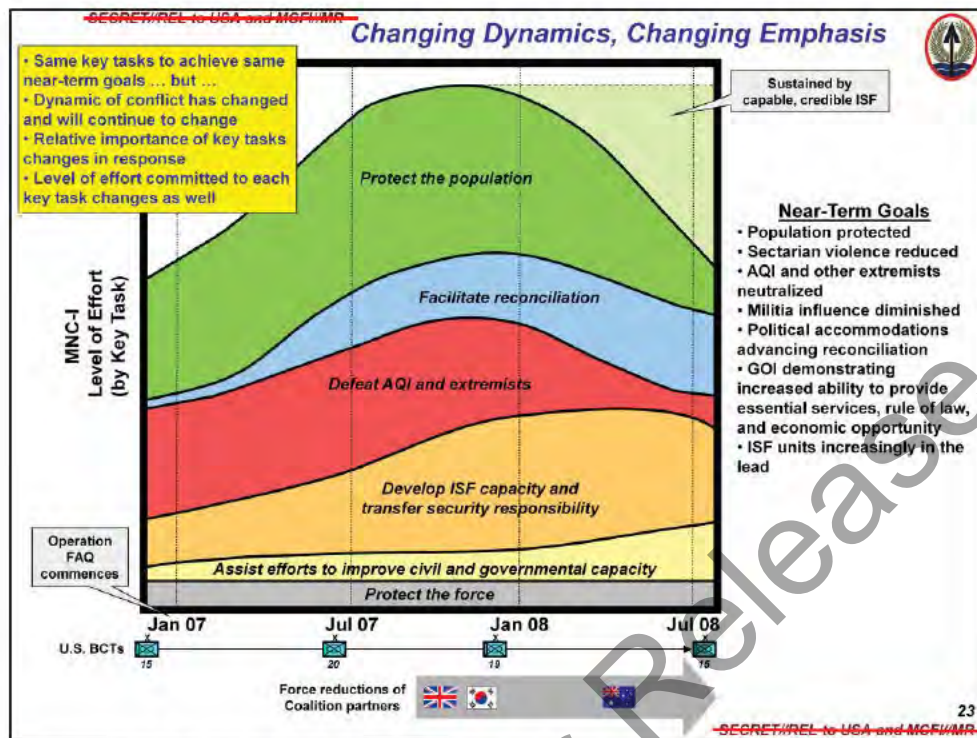 SECRET//REL to USA and MCFI//MR
Changing Dynamics, Changing Emphasis
• Same key tasks to achieve same
near-term goals … but …
• Dynamic of conflict has changed
and will continue to change
• Relative importance of key tasks
changes in response
• Level of effort committed to each
key task changes as well
Sustained by
capable, credible ISF
Protect the population
Facilitate reconciliation
Defeat AQI and extremists
Develop ISF capacity and
transfer security responsibility
Assist efforts to improve civil and governmental capacity
Protect the force
MNC-I
Level of Effort
(by Key Task)
Near-Term Goals
• Population protected
• Sectarian violence reduced
• AQI and other extremists
neutralized
• Militia influence diminished
• Political accommodations
advancing reconciliation
• GOI demonstrating
increased ability to provide
essential services, rule of law,
and economic opportunity
• ISF units increasingly in the
lead
Operation
FAQ
commences
Jan 07
Jul 07
Jan 08
Jul 08
U.S. BCTs
15
20
19
15
Force reductions of
Coalition partners
23
SECRET//REL to USA and MCFI//MR
Release